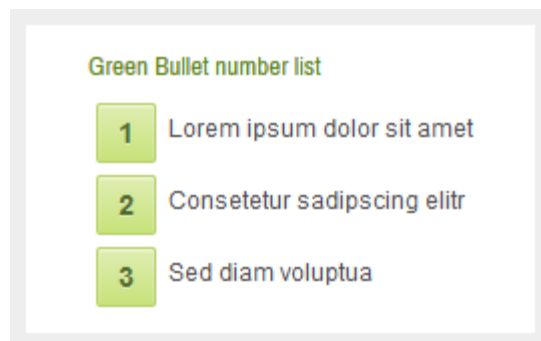 Green Bullet number list
1 Lorem ipsum dolor sit amet
2 Consetetur sadipscing elitr
3 Sed diam voluptua